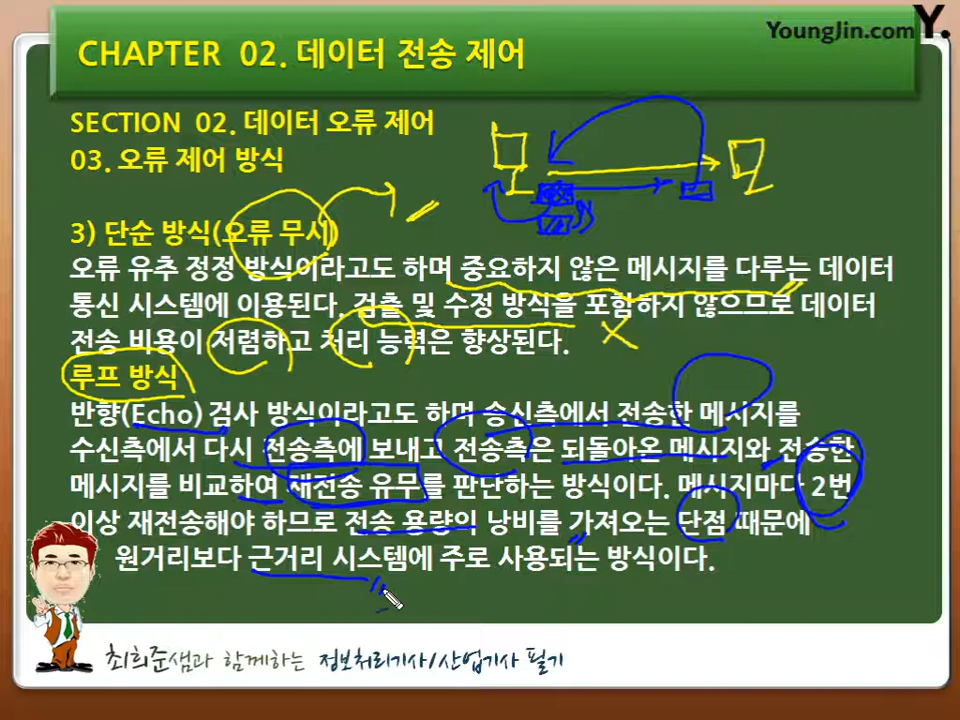 YoungJin.com Y.
CHAPTER 02. 데이터 전송 제어
SECTION 02. 데이터 오류 제어
03. 오류 제어 방식
3) 단순 방식(오류 무시)
오류 유추 정정 방식이라고도 하며 중요하지 않은 메시지를 다루는 데이터
통신 시스템에 이용된다. 검출 및 수정 방식을 포함하지 않으므로 데이터
전송 비용이 저렴하고 처리 능력은 향상된다.
루프 방식
반향(Echo) 검사 방식이라고도 하며 송신측에서 전송한 메시지를
수신측에서 다시 전송측에 보내고 전송측은 되돌아온 메시지와 전송한
메시지를 비교하여 재전송 유무를 판단하는 방식이다. 메시지마다 2번
이상 재전송해야 하므로 전송 용량의 낭비를 가져오는 단점 때문에
원거리보다 근거리 시스템에 주로 사용되는 방식이다.
최희준샘과 함께하는 정보처리기사/산업기사 필기